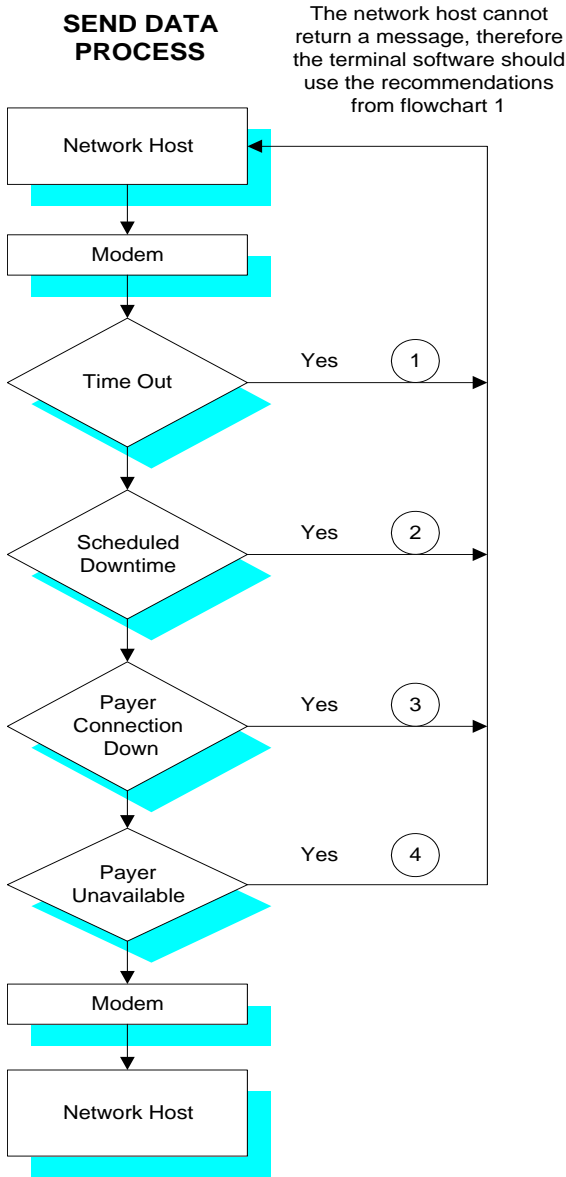 SEND DATA
PROCESS
The network host cannot
return a message, therefore
the terminal software should
use the recommendations
from flowchart 1
Network Host
Modem
Time Out
Yes
1
Scheduled
Downtime
Yes
2
Payer
Connection
Down
Yes
3
Payer
Unavailable
Yes
4
Modem
Network Host